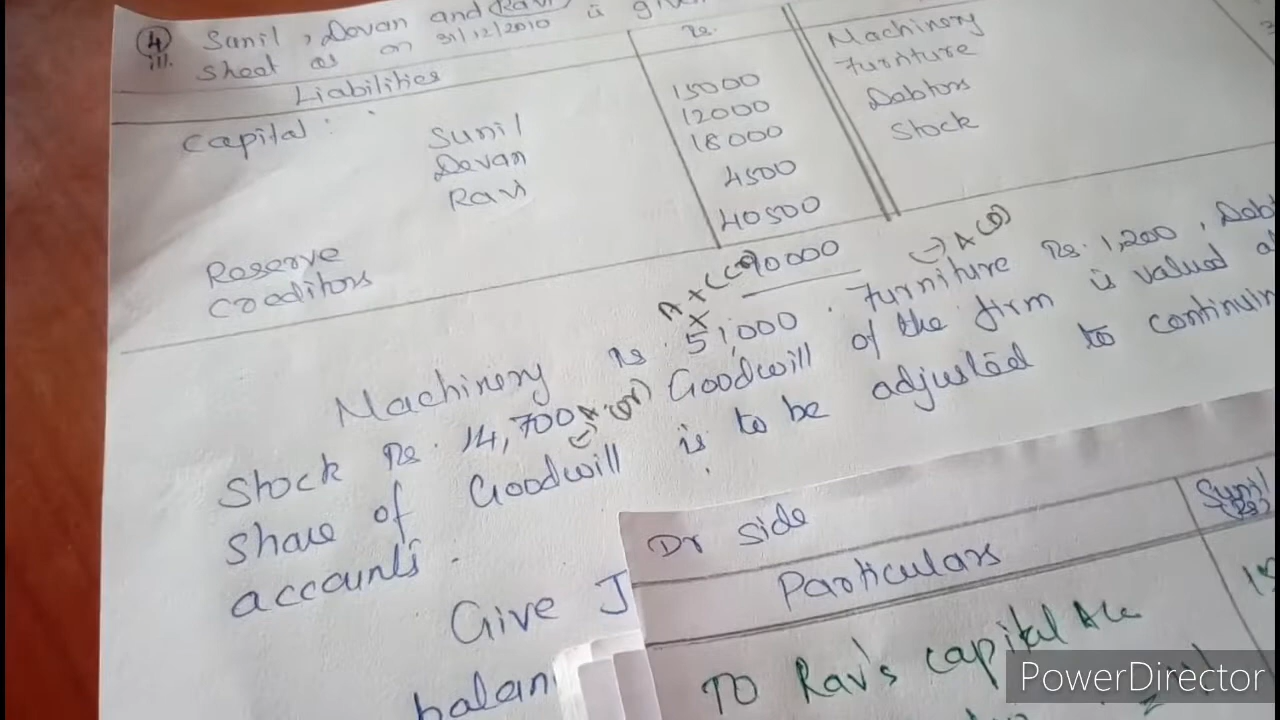 ④ Sunil, Devan and Ravi
ill. sheet as on 31/12/2010 is
Liabilities Rs. Machinery
Capital: Sunil 15000 Furniture
Devan 12000 Debtors
Ravi 18000 Stock
Reserve 4500
Creditors 40500
90000
Machinery Rs. 51,000. Furniture Rs. 1,200, Deb
Stock Rs. 14,700 Goodwill of the firm is valued a
Share of Goodwill is to be adjusted to continuin
accounts.
Give J
balan
Dr side
Particulars Sunil
(Rs)
To Ravi's capital A/c
PowerDirector